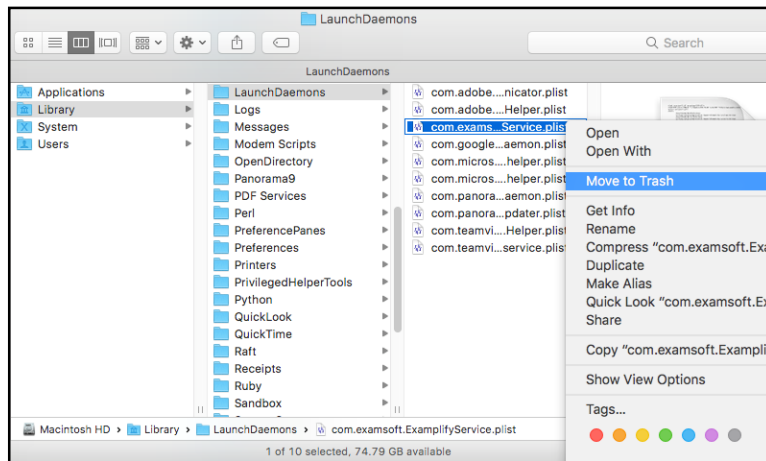 LaunchDaemons
Search
LaunchDaemons
Applications
Library
System
Users
LaunchDaemons
Logs
Messages
Modem Scripts
OpenDirectory
Panorama9
PDF Services
Perl
PreferencePanes
Preferences
Printers
PrivilegedHelperTools
Python
QuickLook
QuickTime
Raft
Receipts
Ruby
Sandbox
com.adobe....nicator.plist
com.adobe....Helper.plist
com.exams...Service.plist
com.google...aemon.plist
com.micros....helper.plist
com.micros....helper.plist
com.panora...aemon.plist
com.panora...pdater.plist
com.teamvi....Helper.plist
com.teamvi...service.plist
Open
Open With
Move to Trash
Get Info
Rename
Compress “com.examsoft.Exa
Duplicate
Make Alias
Quick Look “com.examsoft.E
Share
Copy “com.examsoft.Exampli
Show View Options
Tags...
Macintosh HD › Library › LaunchDaemons › com.examsoft.ExamplifyService.plist
1 of 10 selected, 74.79 GB available